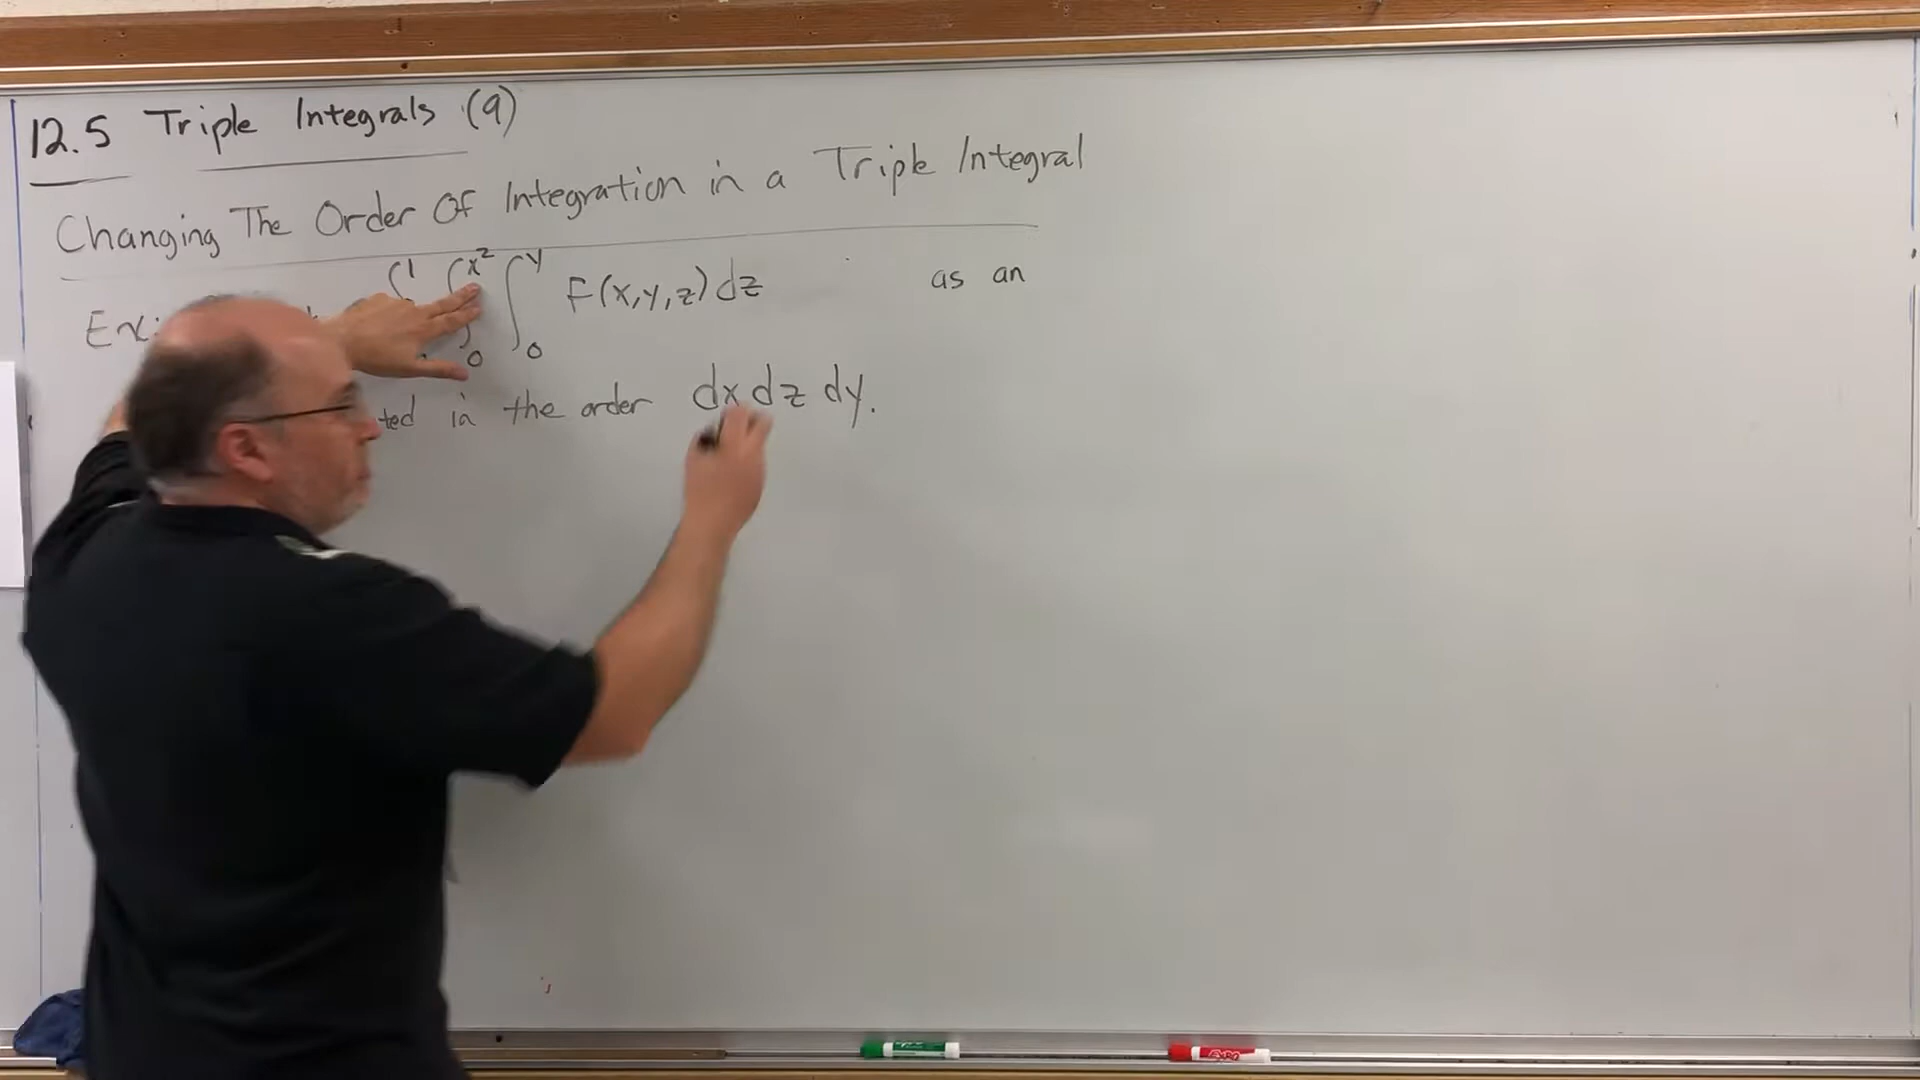 12.5 Triple Integrals (9)
Changing The Order Of Integration in a Triple Integral
Ex: ∫ 1 ∫ x² 0 ∫ y 0 F(x,y,z) dz as an
ted in the order dx dz dy.
EXPO